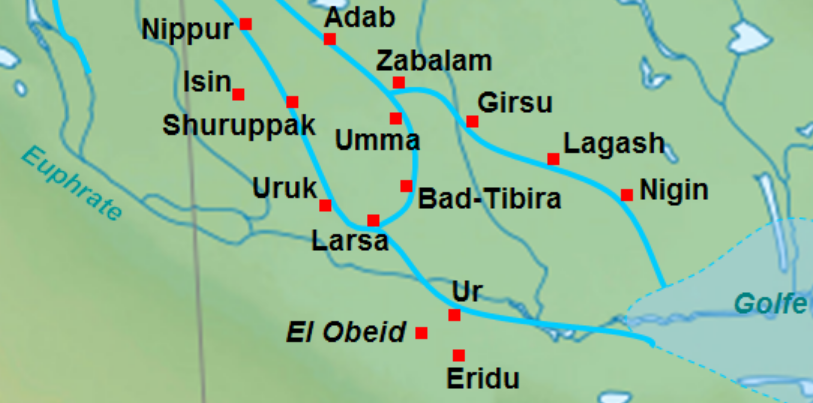 Adab
Nippur
Zabalam
Isin
Girsu
Shuruppak
Umma
Lagash
Euphrate
Uruk
Bad-Tibira
Nigin
Larsa
Ur
Golfe
El Obeid
Eridu